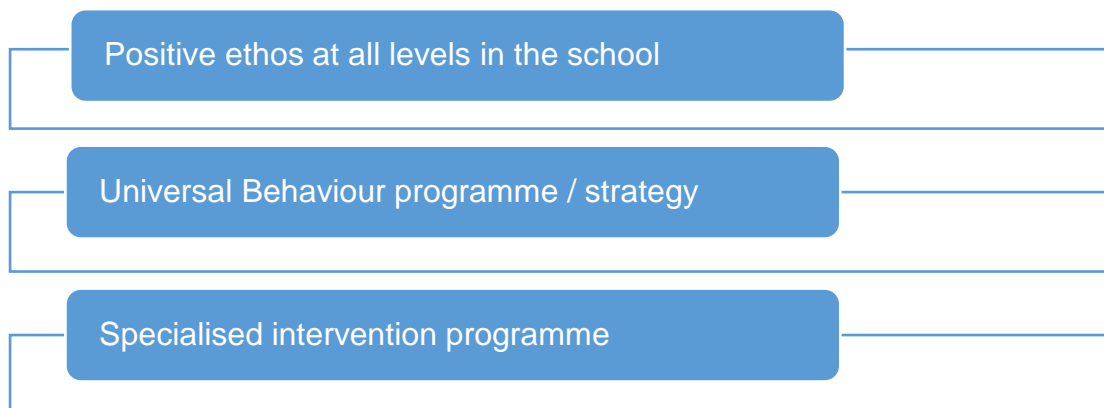 Positive ethos at all levels in the school
Universal Behaviour programme / strategy
Specialised intervention programme